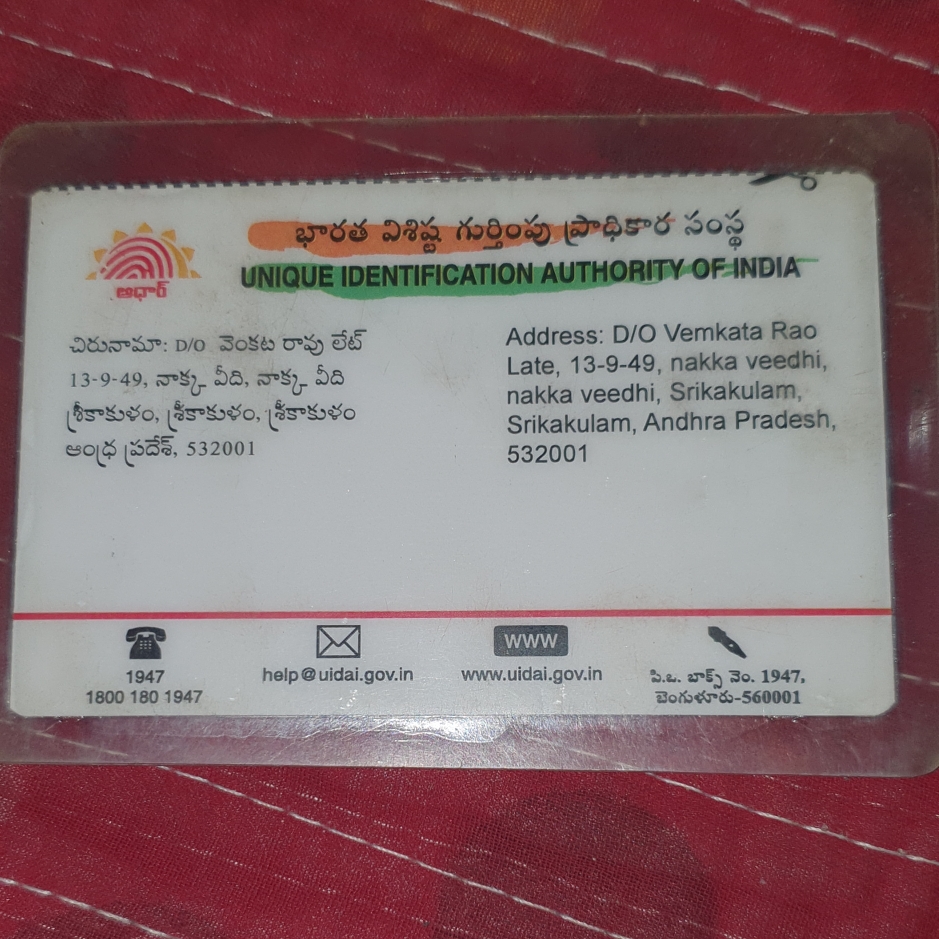 భారత విశిష్ట గుర్తింపు ప్రాధికార సంస్థ
UNIQUE IDENTIFICATION AUTHORITY OF INDIA
ఆధార్
చిరునామా: D/O వెంకట రావు లేట్
13-9-49, నాక్క వీది, నాక్క వీది
శ్రీకాకుళం, శ్రీకాకుళం, శ్రీకాకుళం
ఆంధ్ర ప్రదేశ్, 532001
Address: D/O Vemkata Rao
Late, 13-9-49, nakka veedhi,
nakka veedhi, Srikakulam,
Srikakulam, Andhra Pradesh,
532001
1947
1800 180 1947
help@uidai.gov.in
www
www.uidai.gov.in
పి.ఒ. బాక్స్ నెం. 1947,
బెంగుళూరు-560001